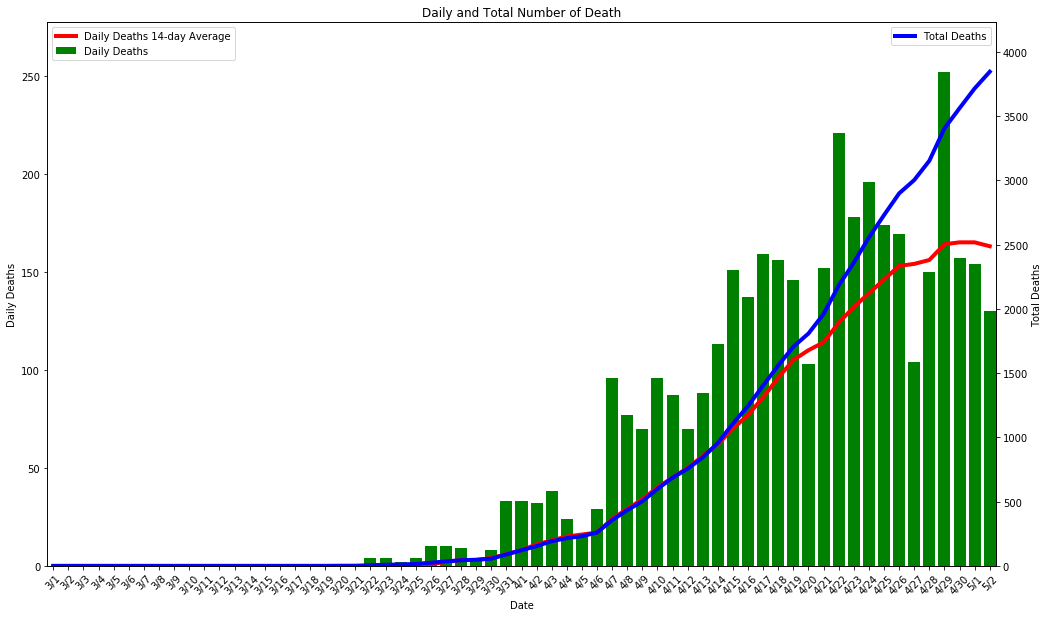 Daily and Total Number of Death
Daily Deaths 14-day Average
Daily Deaths
Total Deaths
250
200
150
100
50
0
Daily Deaths
4000
3500
3000
2500
2000
1500
1000
500
0
Total Deaths
3/1 3/2 3/3 3/4 3/5 3/6 3/7 3/8 3/9 3/10 3/11 3/12 3/13 3/14 3/15 3/16 3/17 3/18 3/19 3/20 3/21 3/22 3/23 3/24 3/25 3/26 3/27 3/28 3/29 3/30 3/31 4/1 4/2 4/3 4/4 4/5 4/6 4/7 4/8 4/9 4/10 4/11 4/12 4/13 4/14 4/15 4/16 4/17 4/18 4/19 4/20 4/21 4/22 4/23 4/24 4/25 4/26 4/27 4/28 4/29 4/30 5/1 5/2
Date